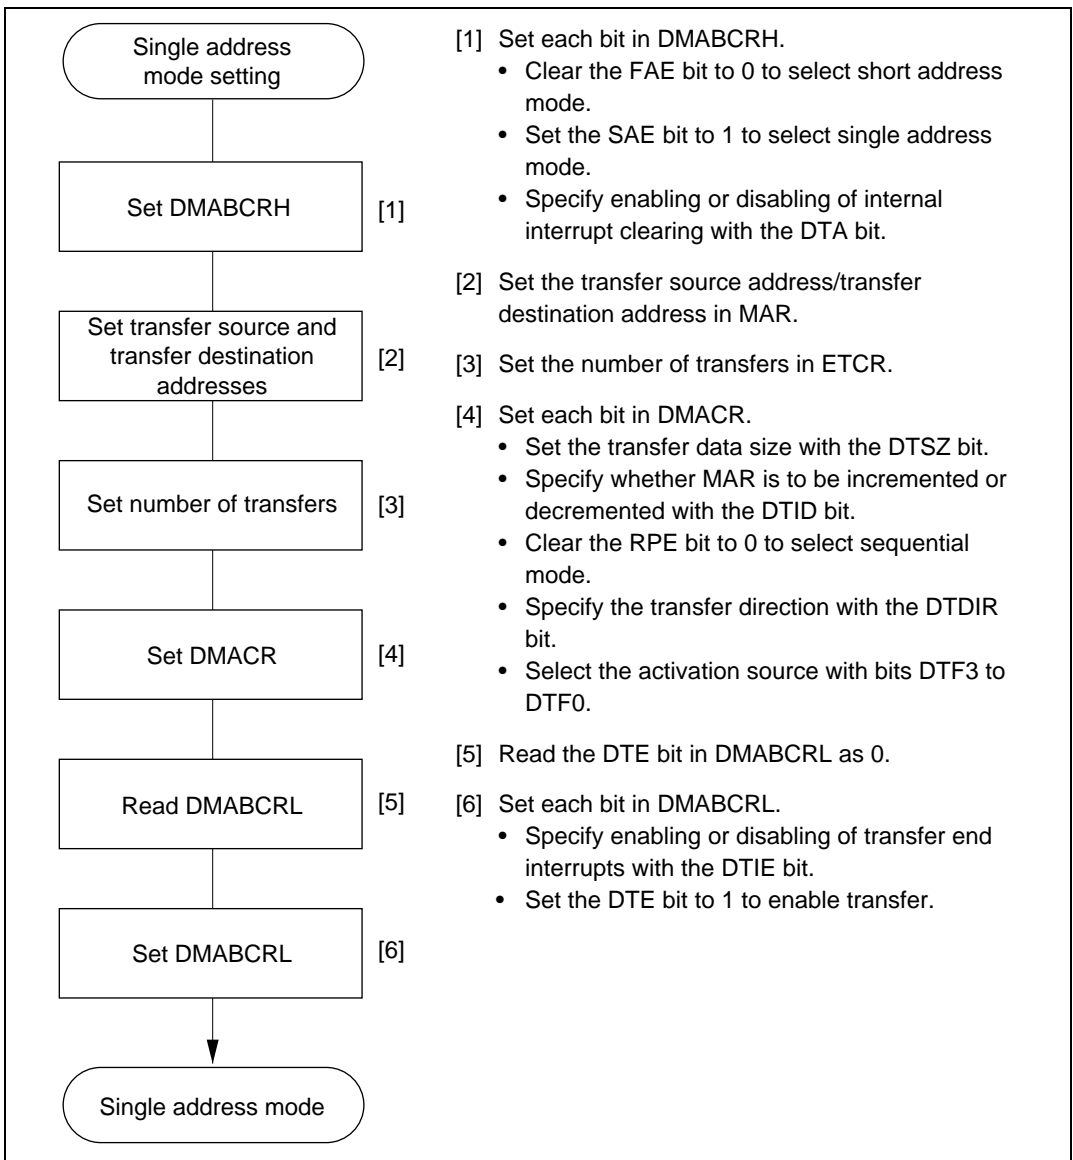 Single address
mode setting
Set DMABCRH
[1]
Set transfer source and
transfer destination
addresses
[2]
Set number of transfers
[3]
Set DMACR
[4]
Read DMABCRL
[5]
Set DMABCRL
[6]
Single address mode
[1] Set each bit in DMABCRH.
• Clear the FAE bit to 0 to select short address
mode.
• Set the SAE bit to 1 to select single address
mode.
• Specify enabling or disabling of internal
interrupt clearing with the DTA bit.
[2] Set the transfer source address/transfer
destination address in MAR.
[3] Set the number of transfers in ETCR.
[4] Set each bit in DMACR.
• Set the transfer data size with the DTSZ bit.
• Specify whether MAR is to be incremented or
decremented with the DTID bit.
• Clear the RPE bit to 0 to select sequential
mode.
• Specify the transfer direction with the DTDIR
bit.
• Select the activation source with bits DTF3 to
DTF0.
[5] Read the DTE bit in DMABCRL as 0.
[6] Set each bit in DMABCRL.
• Specify enabling or disabling of transfer end
interrupts with the DTIE bit.
• Set the DTE bit to 1 to enable transfer.